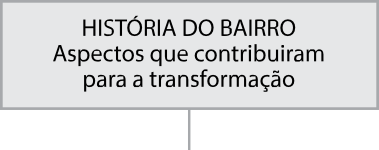 HISTÓRIA DO BAIRRO
Aspectos que contribuiram
para a transformação